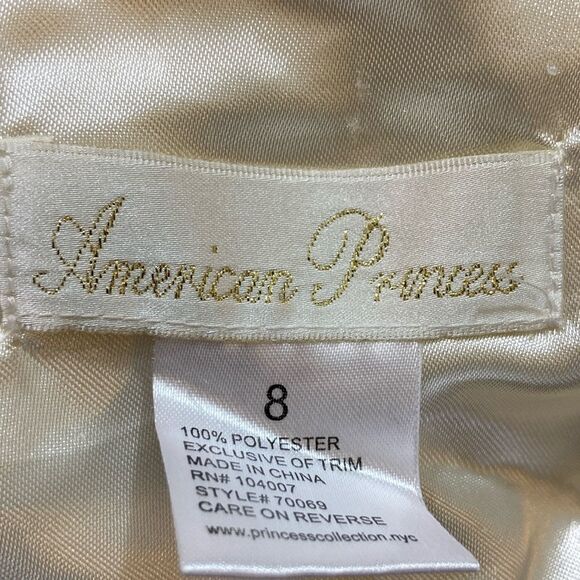 American Princess
8
100% POLYESTER
EXCLUSIVE OF TRIM
MADE IN CHINA
RN# 104007
STYLE# 70069
CARE ON REVERSE
www.princesscollection.nyc